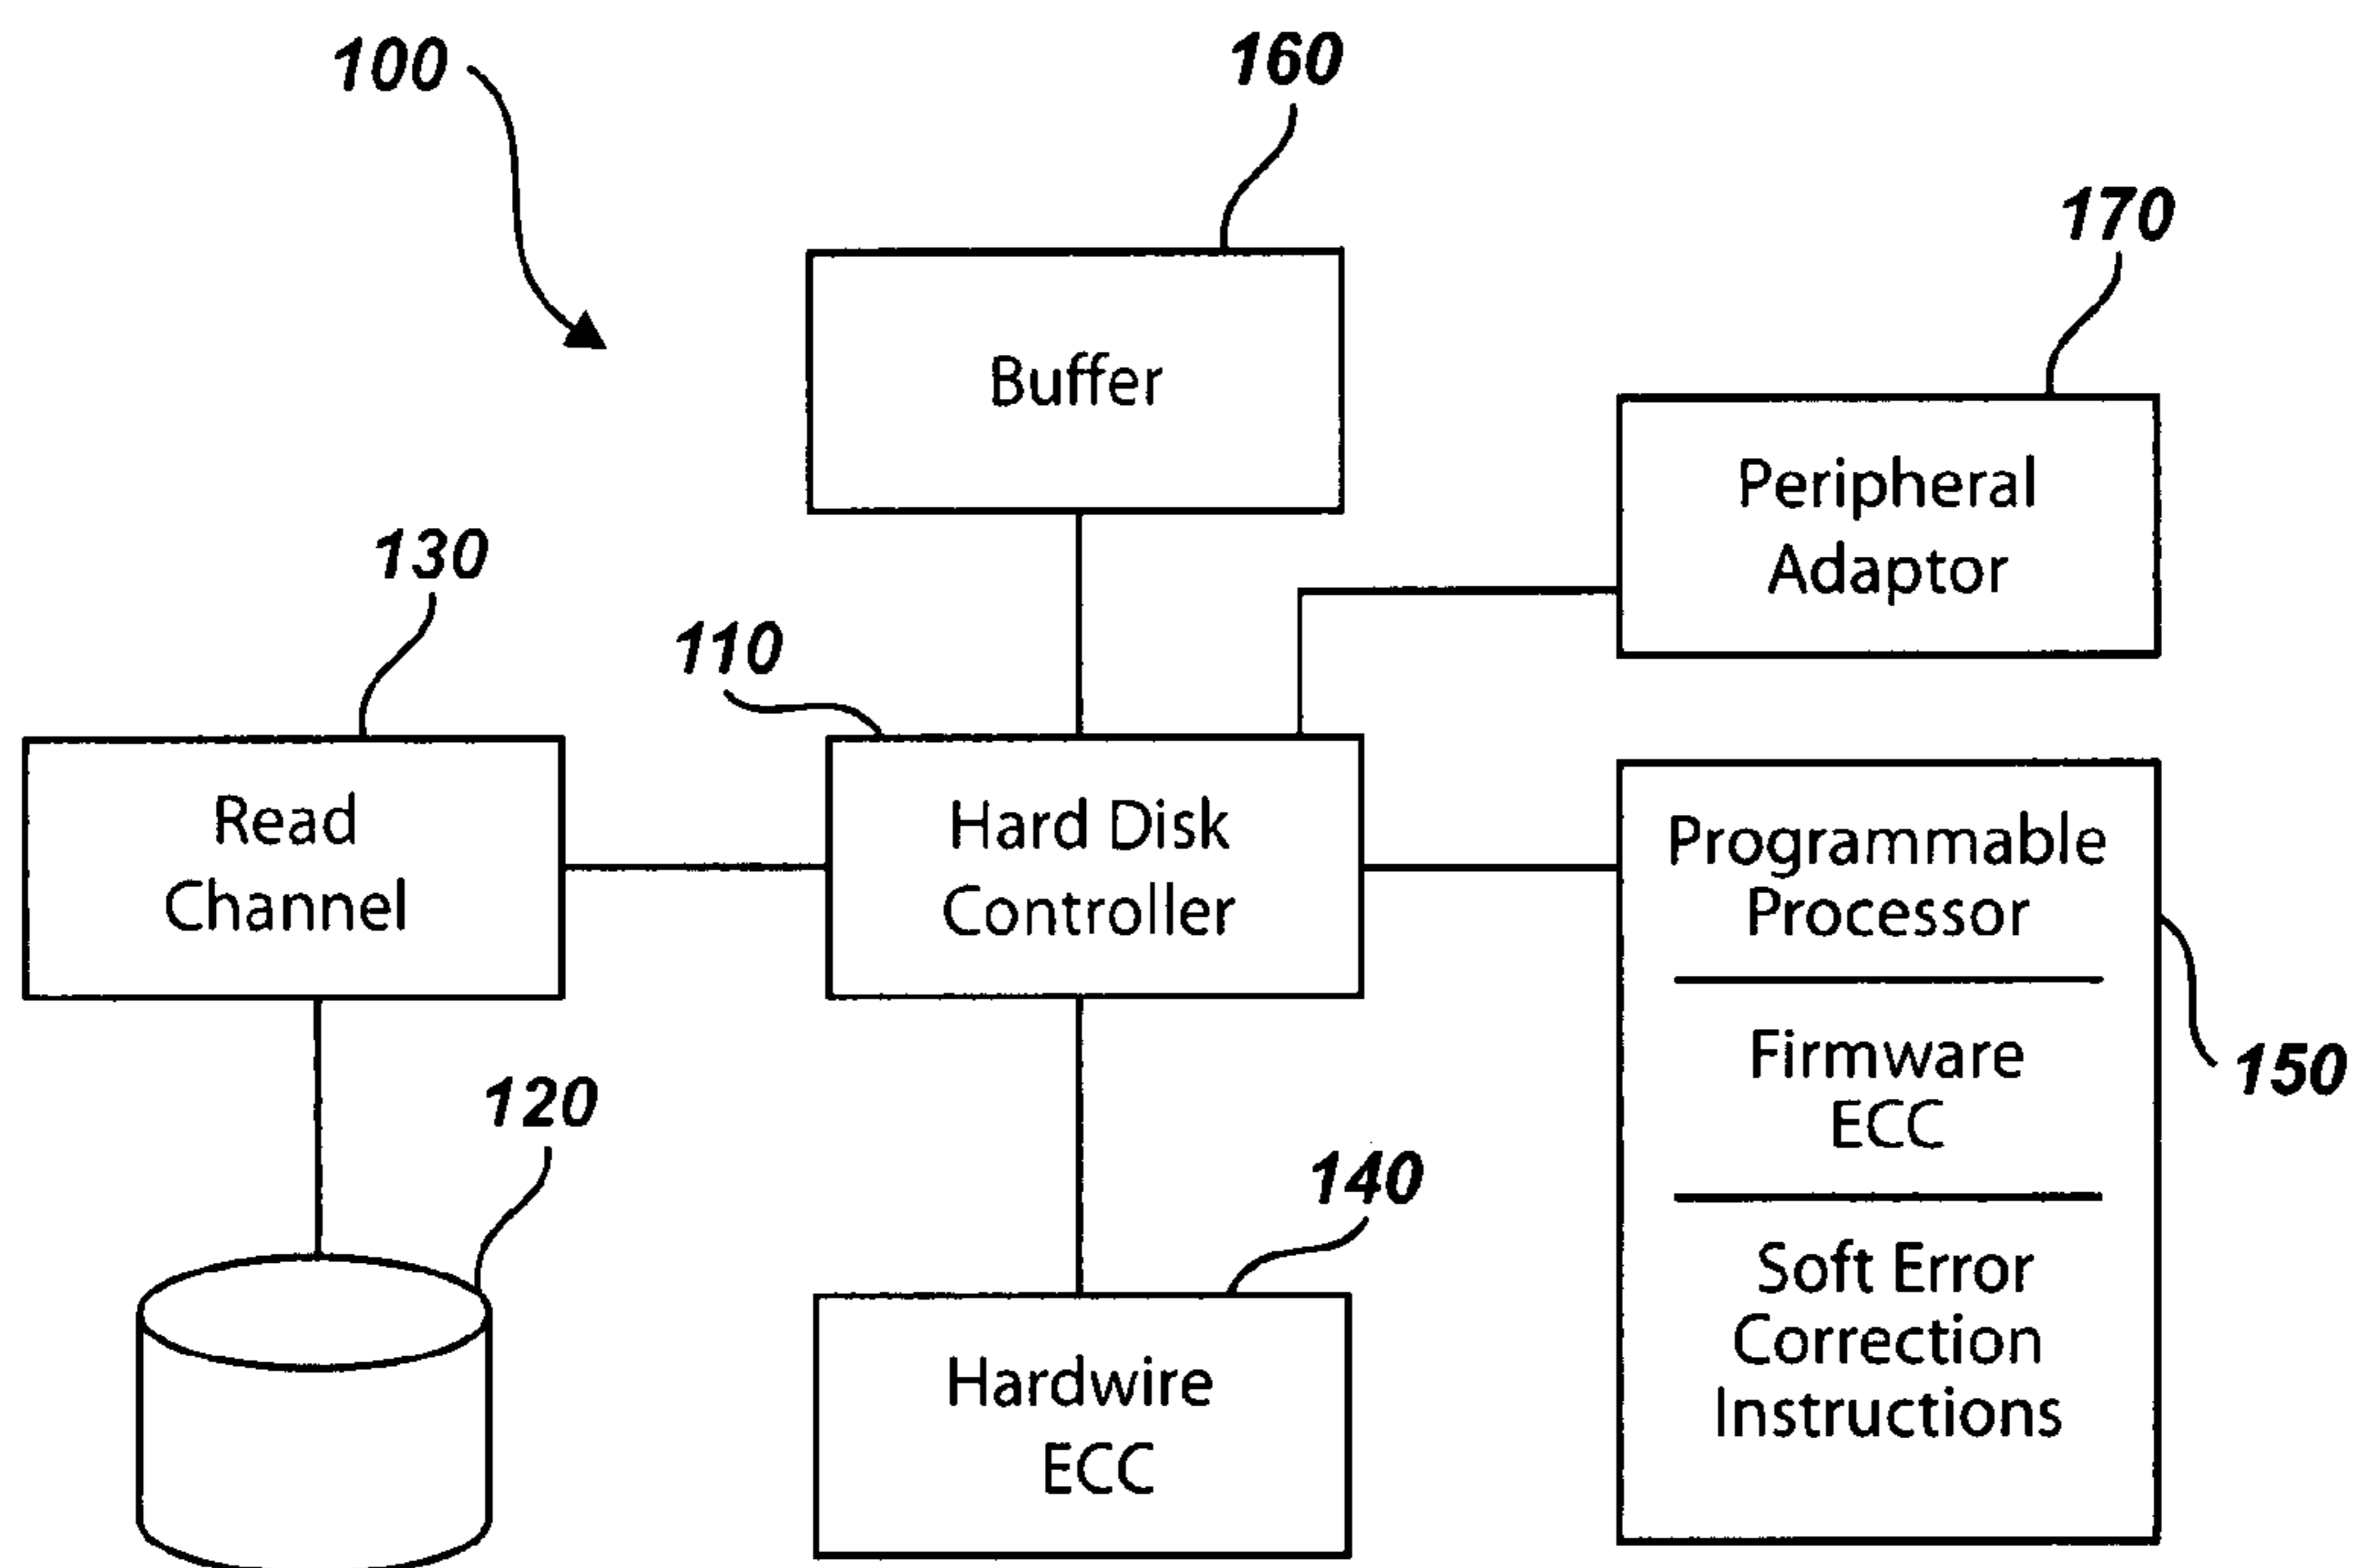 100
160
Buffer
170
Peripheral
Adaptor
130
110
Read
Channel
Hard Disk
Controller
Programmable
Processor
Firmware
ECC
Soft Error
Correction
Instructions
150
120
140
Hardwire
ECC